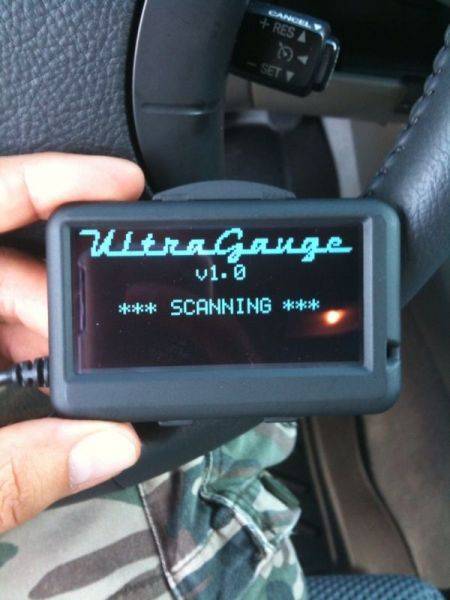 CANCEL
+ RES
- SET
UltraGauge
v1.0
*** SCANNING ***